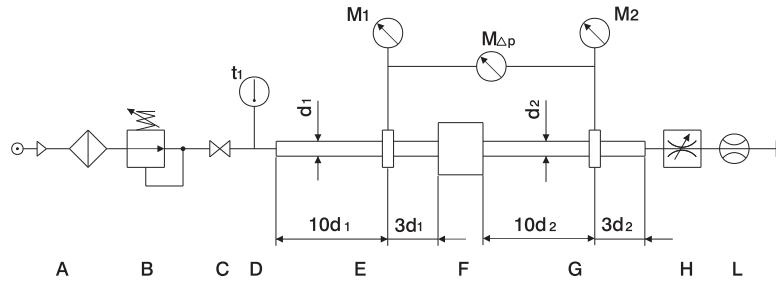 M1
M2
M△p
t1
d1
d2
10d1
3d1
10d2
3d2
A B C D E F G H L